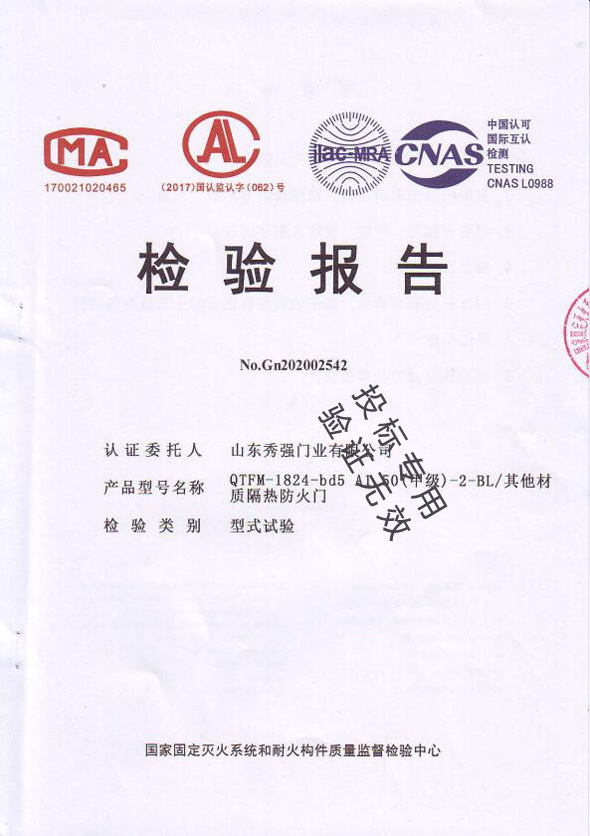 CMA
170021020465
CAL
(2017)国认监认字(062)号
ilac-MRA
CNAS
中国认可
国际互认
检测
TESTING
CNAS L0988
检验报告
No.Gn202002542
认证委托人 山东秀强门业有限公司
产品型号名称 QTFM-1824-bd5 A1.50(甲级)-2-BL/其他材
质隔热防火门
检验类别 型式试验
投标专用
验证无效
国家固定灭火系统和耐火构件质量监督检验中心